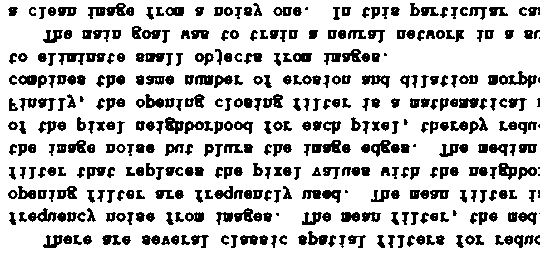 There are several classic spatial filters for reduc
frequency noise from images. The mean filter, the med
opening filter are frequently used. The mean filter is
filter that replaces the pixel values with the neighbor
the image noise but blurs the image edges. The median
of the pixel neighborhood for each pixel, thereby redu
Finally, the opening closing filter is a mathematical
combines the same number of erosion and dilation morpho
to eliminate small objects from images.
The main goal was to train a neural network in a su
a clean image from a noisy one. In this particular ca